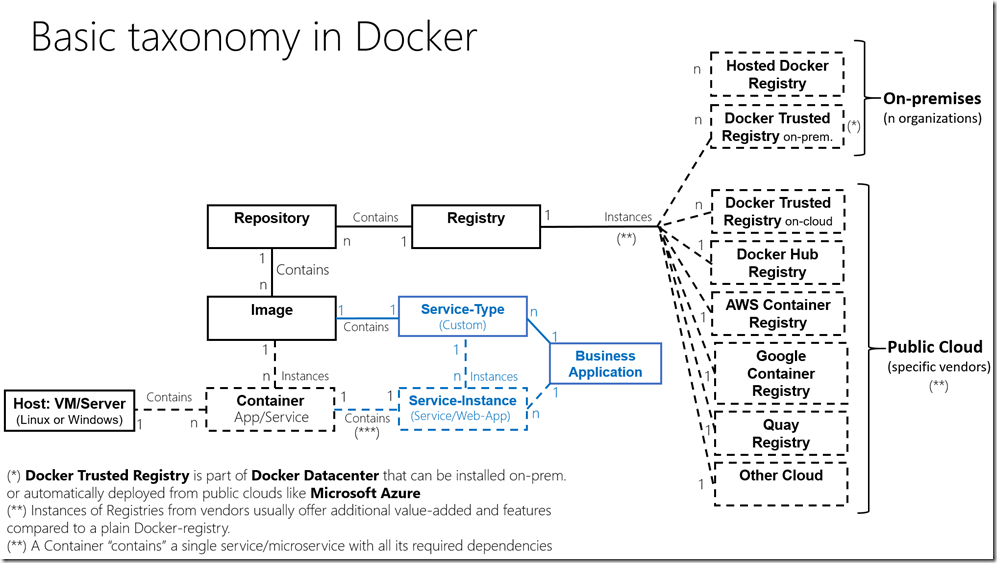 Basic taxonomy in Docker
n
Hosted Docker
Registry
n
Docker Trusted
Registry on-prem.
(*)
On-premises
(n organizations)
Repository
Contains
n
1
Registry
1
Instances
(**)
n
Docker Trusted
Registry on-cloud
1
Docker Hub
Registry
1
AWS Container
Registry
1
Google
Container
Registry
1
Quay
Registry
1
Other Cloud
Public Cloud
(specific vendors)
(**)
1
Contains
n
Image
1
1
Contains
Service-Type
(Custom)
n
1
Business
Application
1
n
Instances
1
n
Instances
1
n
Host: VM/Server
(Linux or Windows)
Contains
1
n
Container
App/Service
1
1
Contains
(***)
Service-Instance
(Service/Web-App)
(*) Docker Trusted Registry is part of Docker Datacenter that can be installed on-prem.
or automatically deployed from public clouds like Microsoft Azure
(**) Instances of Registries from vendors usually offer additional value-added and features
compared to a plain Docker-registry.
(**) A Container “contains” a single service/microservice with all its required dependencies